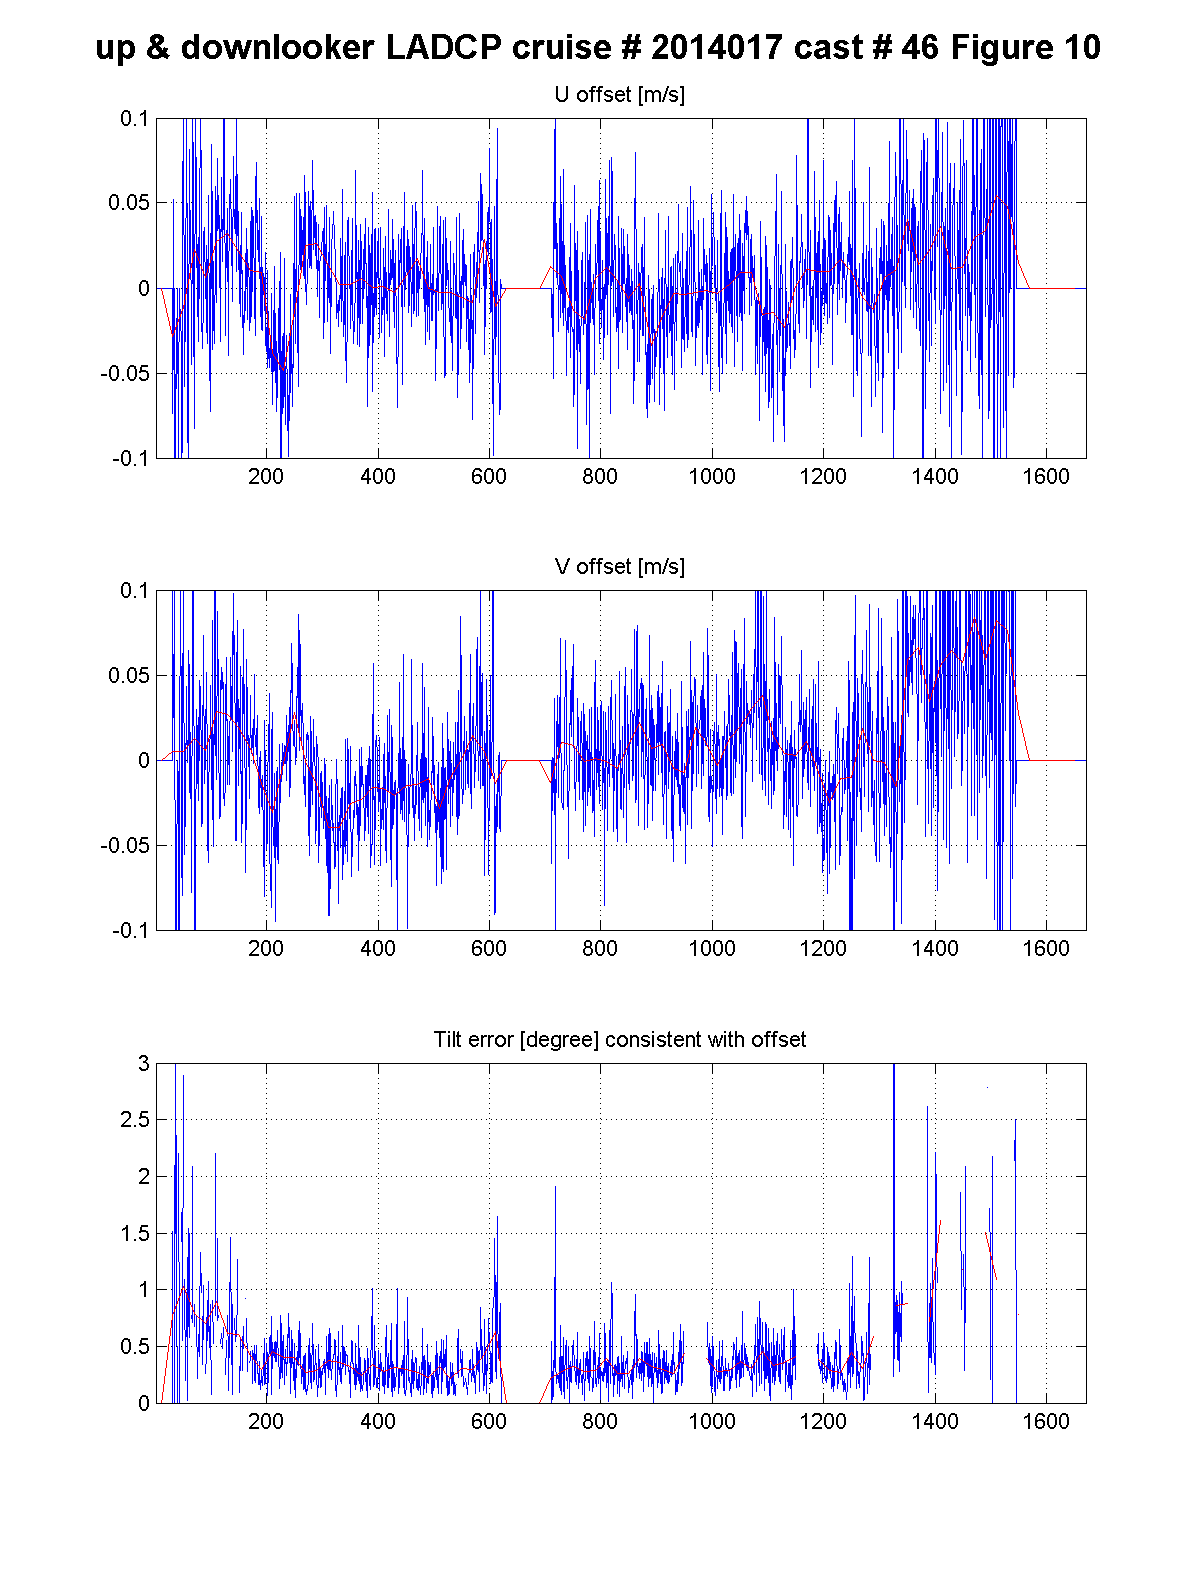 up & downlooker LADCP cruise # 2014017 cast # 46 Figure 10
U offset [m/s]
0.1
0.05
0
-0.05
-0.1
200 400 600 800 1000 1200 1400 1600
V offset [m/s]
0.1
0.05
0
-0.05
-0.1
200 400 600 800 1000 1200 1400 1600
Tilt error [degree] consistent with offset
3
2.5
2
1.5
1
0.5
0
200 400 600 800 1000 1200 1400 1600